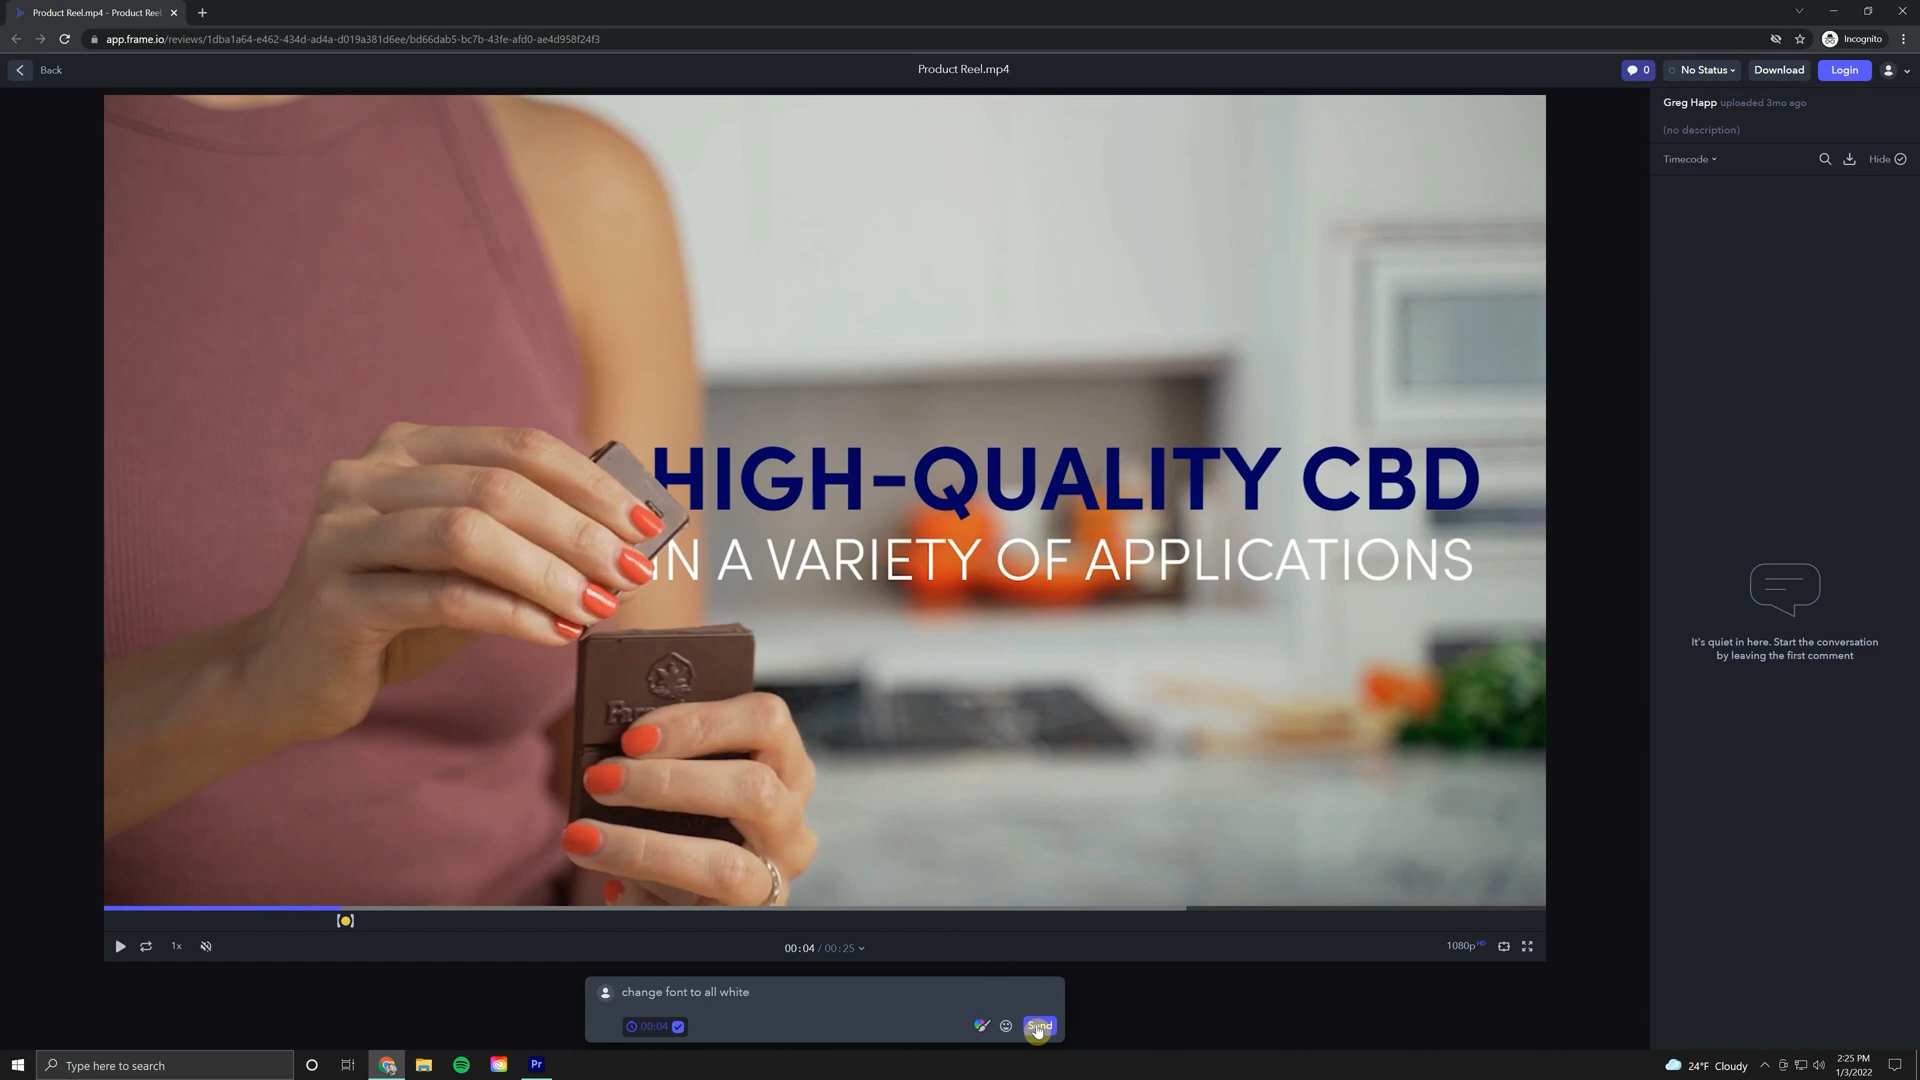 Product Reel.mp4 - Product Reel
app.frame.io/reviews/1dba1a64-e462-434d-ad4a-d019a381d6ee/bd66dab5-bc7b-43fe-afd0-ae4d958f24f3
Incognito
Back
Product Reel.mp4
0
No Status
Download
Login
Greg Happ uploaded 3mo ago
(no description)
Timecode
Hide
HIGH-QUALITY CBD
IN A VARIETY OF APPLICATIONS
It's quiet in here. Start the conversation
by leaving the first comment
1x
00:04 / 00:25
1080p HD
change font to all white
00:04
Send
Type here to search
Pr
24°F Cloudy
2:25 PM
1/3/2022